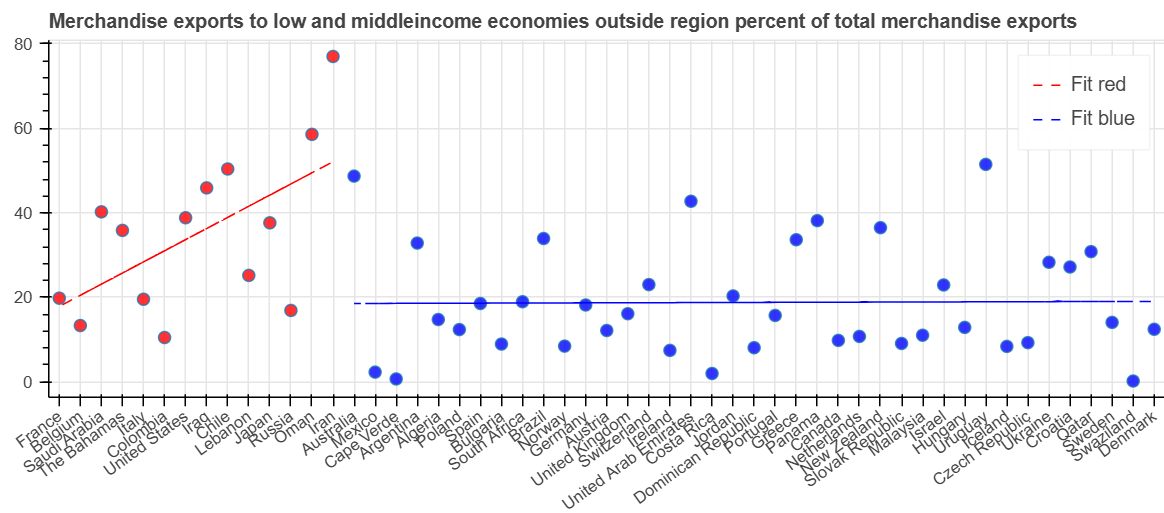 Merchandise exports to low and middleincome economies outside region percent of total merchandise exports
80
60
40
20
0
Fit red
Fit blue
France
Belgium
Saudi Arabia
The Bahamas
Italy
Colombia
United States
Iraq
Chile
Lebanon
Japan
Russia
Oman
Iran
Australia
Mexico
Cape Verde
Argentina
Algeria
Poland
Spain
Bulgaria
South Africa
Brazil
Norway
Germany
Austria
United Kingdom
Switzerland
Ireland
United Arab Emirates
Costa Rica
Jordan
Dominican Republic
Portugal
Greece
Panama
Canada
Netherlands
New Zealand
Slovak Republic
Malaysia
Israel
Hungary
Uruguay
Iceland
Czech Republic
Ukraine
Croatia
Qatar
Sweden
Swaziland
Denmark